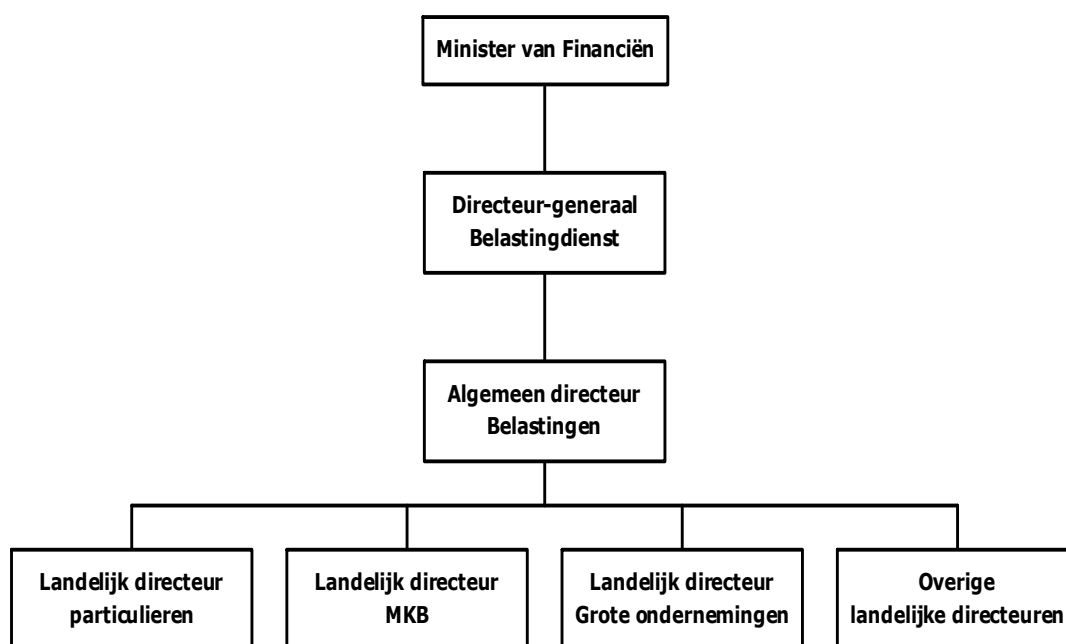 Minister van Financiën
Directeur-generaal
Belastingdienst
Algemeen directeur
Belastingen
Landelijk directeur
particulieren
Landelijk directeur
MKB
Landelijk directeur
Grote ondernemingen
Overige
landelijke directeuren